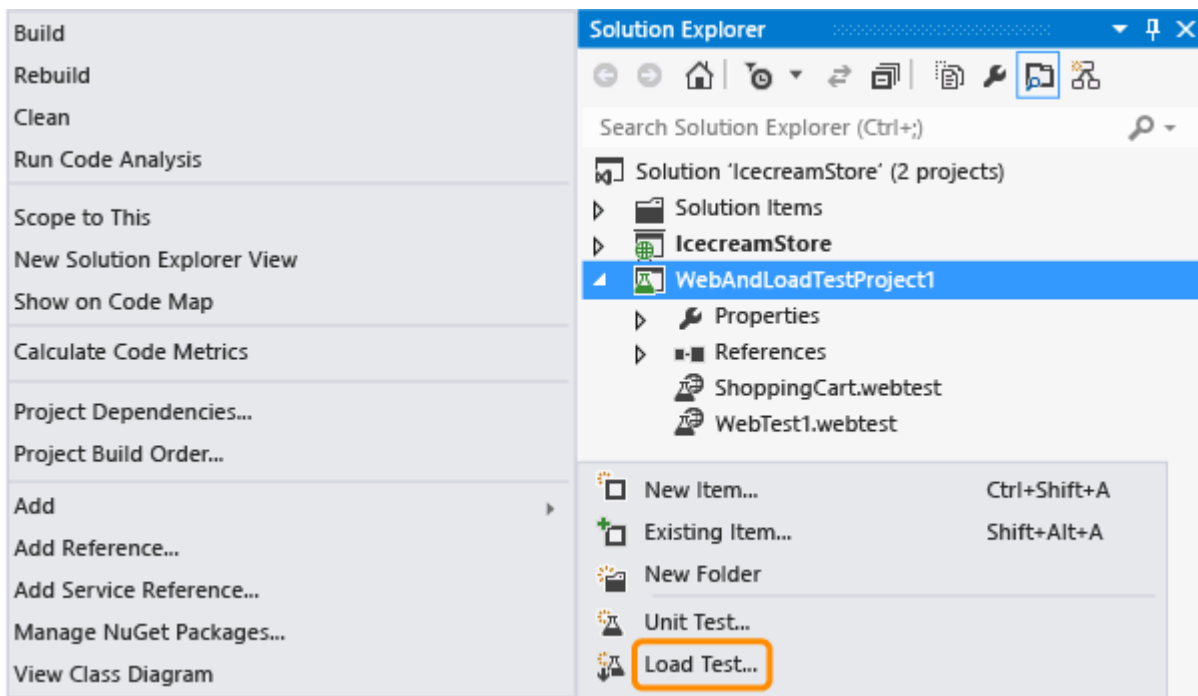 Build
Rebuild
Clean
Run Code Analysis
Scope to This
New Solution Explorer View
Show on Code Map
Calculate Code Metrics
Project Dependencies...
Project Build Order...
Add
Add Reference...
Add Service Reference...
Manage NuGet Packages...
View Class Diagram
Solution Explorer
Search Solution Explorer (Ctrl+;)
Solution 'IcecreamStore' (2 projects)
Solution Items
IcecreamStore
WebAndLoadTestProject1
Properties
References
ShoppingCart.webtest
WebTest1.webtest
New Item... Ctrl+Shift+A
Existing Item... Shift+Alt+A
New Folder
Unit Test...
Load Test...